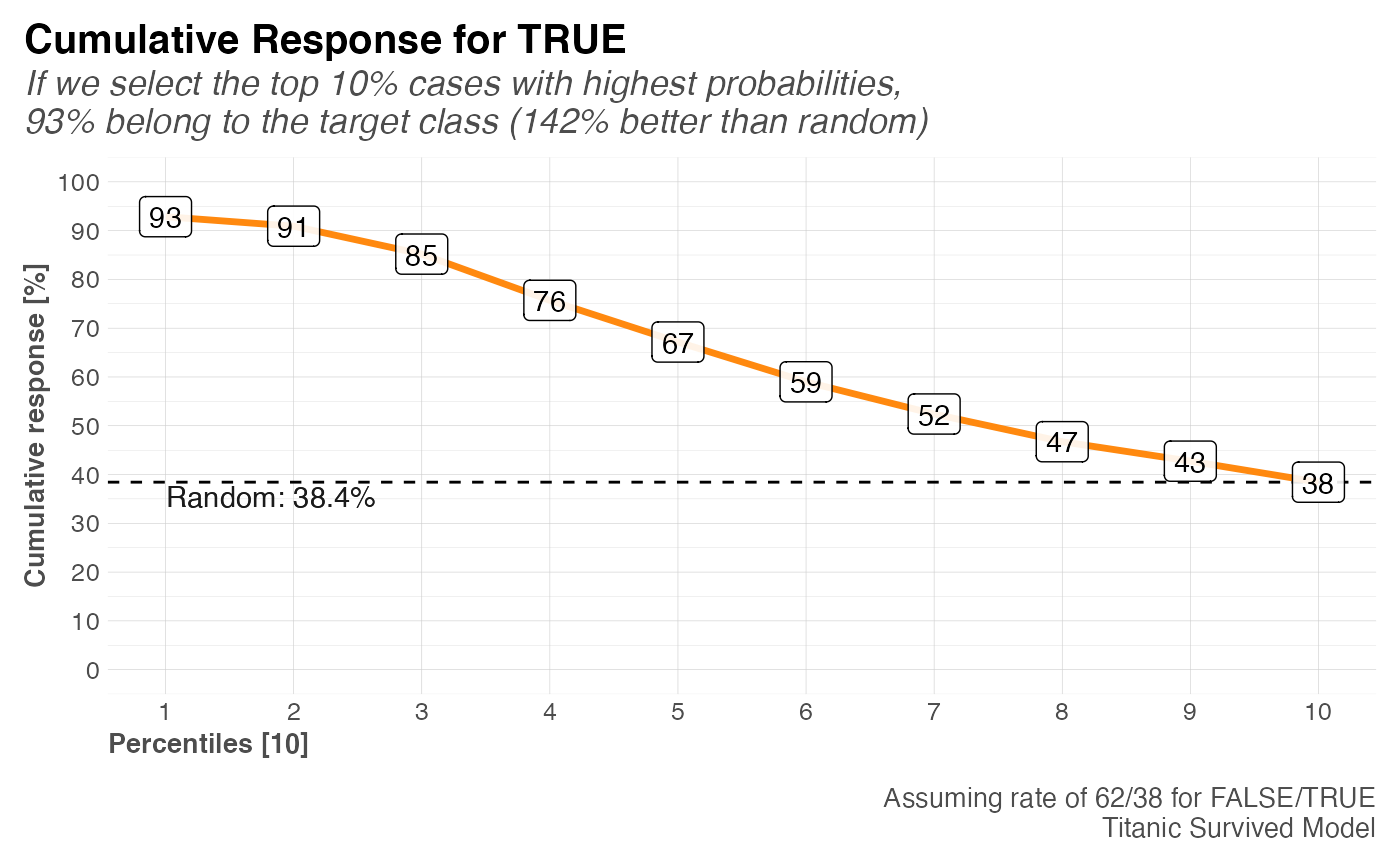 Cumulative Response for TRUE
If we select the top 10% cases with highest probabilities,
93% belong to the target class (142% better than random)
Cumulative response [%]
100
90
80
70
60
50
40
30
20
10
0
93
91
85
76
67
59
52
47
43
38
Random: 38.4%
1 2 3 4 5 6 7 8 9 10
Percentiles [10]
Assuming rate of 62/38 for FALSE/TRUE
Titanic Survived Model